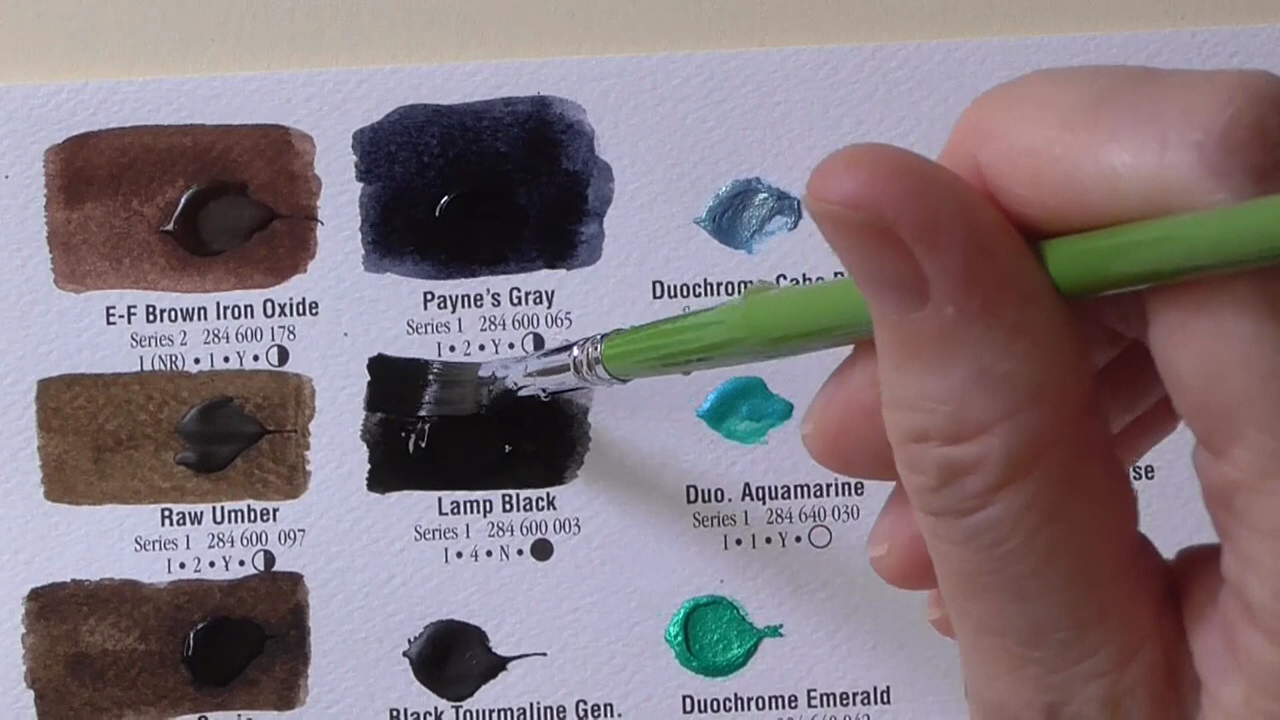 E-F Brown Iron Oxide
Series 2 284 600 178
I (NR) • 1 • Y •
Payne's Gray
Series 1 284 600 065
I • 2 • Y •
Raw Umber
Series 1 284 600 097
I • 2 • Y •
Lamp Black
Series 1 284 600 003
I • 4 • N •
Duo. Aquamarine
Series 1 284 640 030
I • 1 • Y •
Black Tourmaline Gen.
Duochrome Emerald